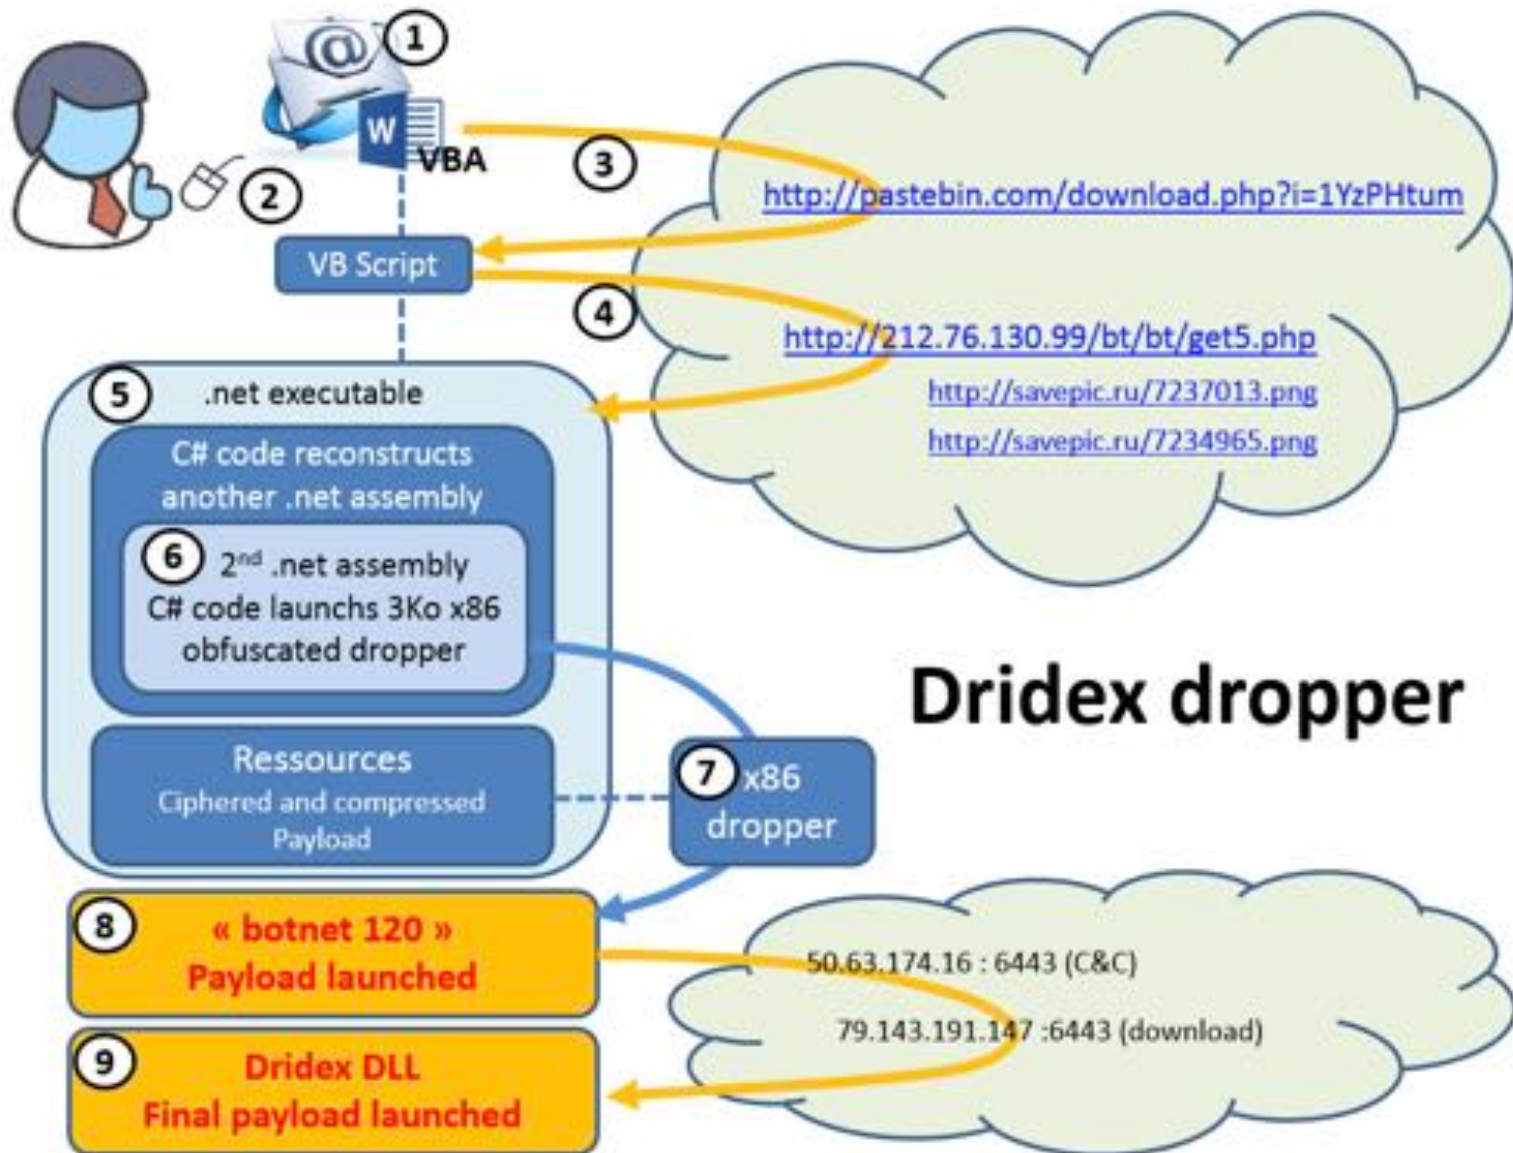 @
1
W
VBA
2
3
http://pastebin.com/download.php?i=1YzPHtum
VB Script
4
http://212.76.130.99/bt/bt/get5.php
http://savepic.ru/7237013.png
http://savepic.ru/7234965.png
5
.net executable
C# code reconstructs
another .net assembly
6
2nd .net assembly
C# code launchs 3Ko x86
obfuscated dropper
Dridex dropper
Ressources
Ciphered and compressed
Payload
7
x86
dropper
8
« botnet 120 »
Payload launched
50.63.174.16 : 6443 (C&C)
79.143.191.147 :6443 (download)
9
Dridex DLL
Final payload launched